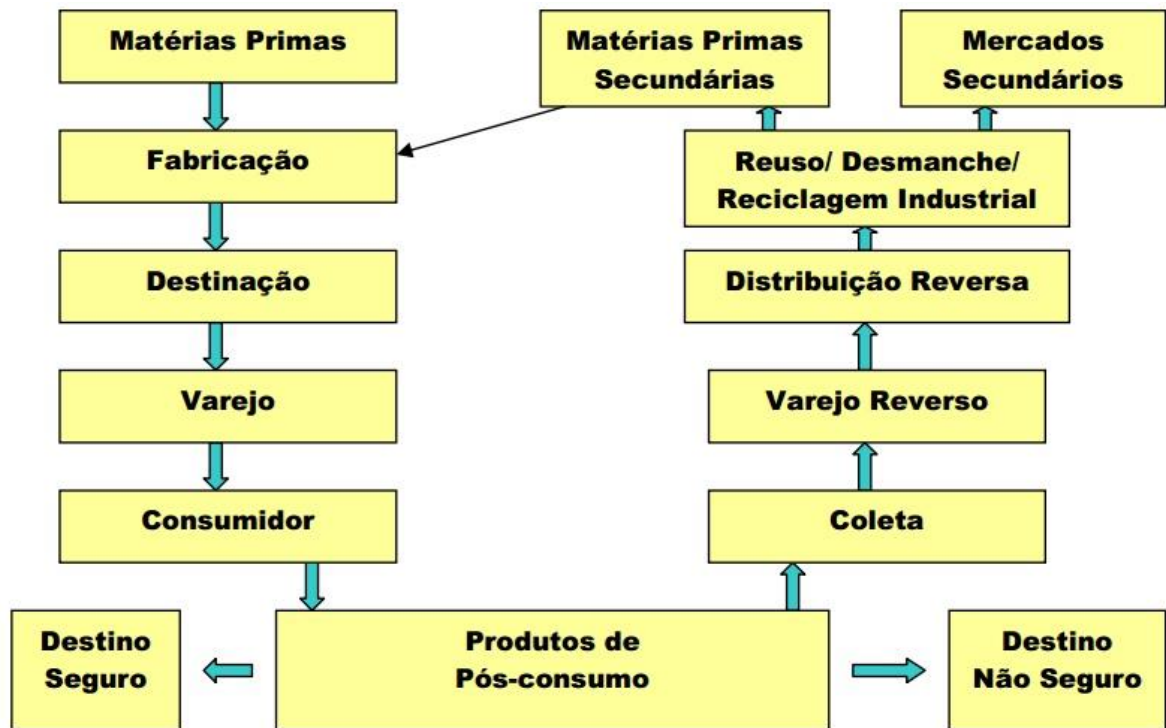 Matérias Primas
Matérias Primas
Secundárias
Mercados
Secundários
Fabricação
Reuso/ Desmanche/
Reciclagem Industrial
Destinação
Distribuição Reversa
Varejo
Varejo Reverso
Consumidor
Coleta
Destino
Seguro
Produtos de
Pós-consumo
Destino
Não Seguro